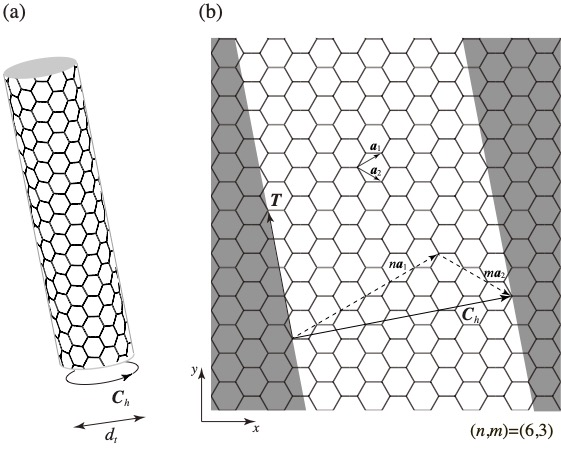 (a)
(b)
a₁
a₂
T
na₁
ma₂
Cₕ
y
x
Cₕ
dₜ
(n,m)=(6,3)